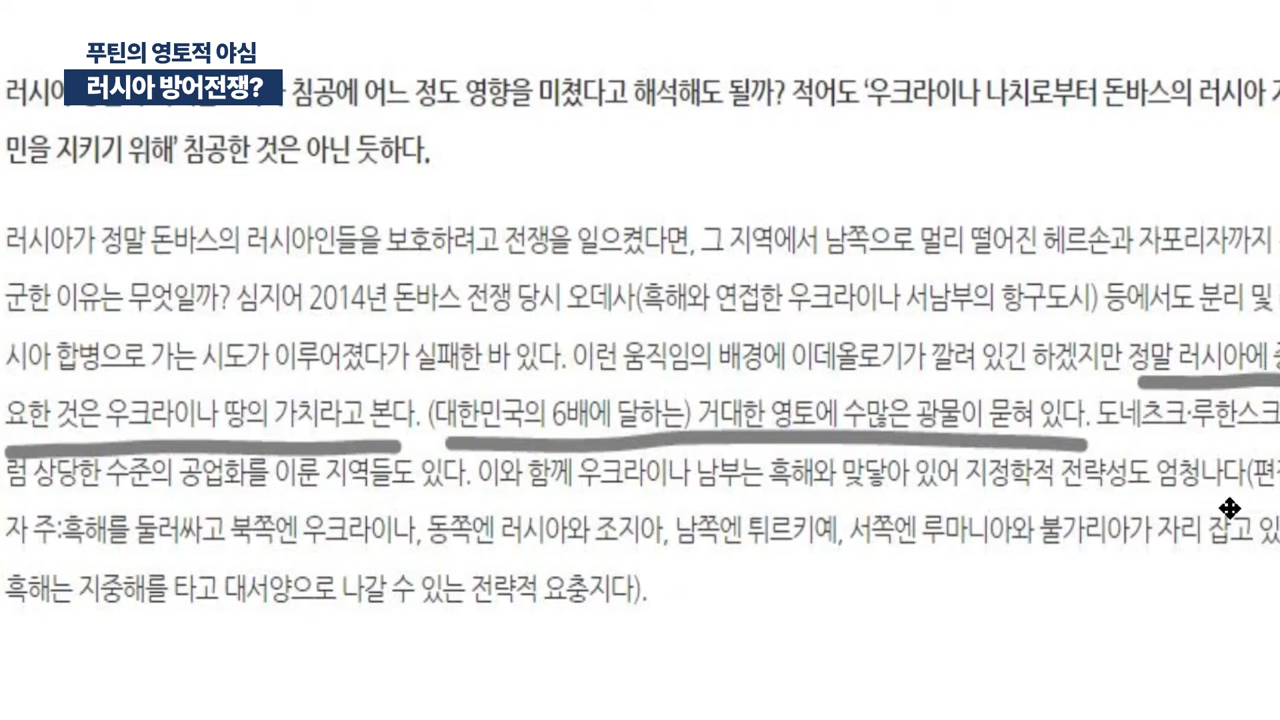 푸틴의 영토적 야심
러시아 방어전쟁?
러시아 침공에 어느 정도 영향을 미쳤다고 해석해도 될까? 적어도 ‘우크라이나 나치로부터 돈바스의 러시아
민을 지키기 위해’ 침공한 것은 아닌 듯하다.
러시아가 정말 돈바스의 러시아인들을 보호하려고 전쟁을 일으켰다면, 그 지역에서 남쪽으로 멀리 떨어진 헤르손과 자포리자까지
군한 이유는 무엇일까? 심지어 2014년 돈바스 전쟁 당시 오데사(흑해와 연접한 우크라이나 서남부의 항구도시) 등에서도 분리 및
시아 합병으로 가는 시도가 이루어졌다가 실패한 바 있다. 이런 움직임의 배경에 이데올로기가 깔려 있긴 하겠지만 정말 러시아에
요한 것은 우크라이나 땅의 가치라고 본다. (대한민국의 6배에 달하는) 거대한 영토에 수많은 광물이 묻혀 있다. 도네츠크·루한스크
럼 상당한 수준의 공업화를 이룬 지역들도 있다. 이와 함께 우크라이나 남부는 흑해와 맞닿아 있어 지정학적 전략성도 엄청나다(편
자 주:흑해를 둘러싸고 북쪽엔 우크라이나, 동쪽엔 러시아와 조지아, 남쪽엔 튀르키예, 서쪽엔 루마니아와 불가리아가 자리 잡고 있
흑해는 지중해를 타고 대서양으로 나갈 수 있는 전략적 요충지다).